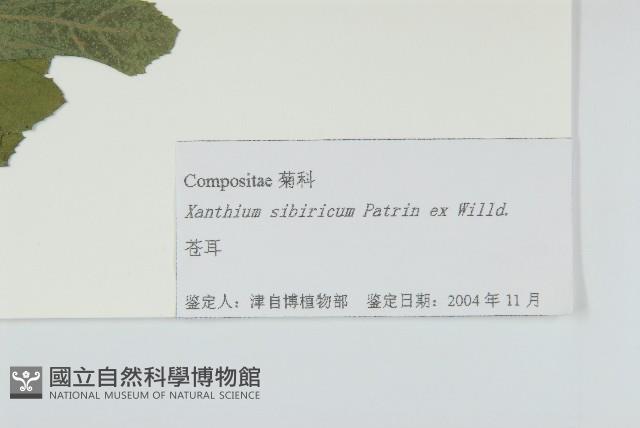 Compositae 菊科
Xanthium sibiricum Patrin ex Willd.
苍耳
鉴定人：津自博植物部 鉴定日期：2004 年 11 月
國立自然科學博物館
NATIONAL MUSEUM OF NATURAL SCIENCE